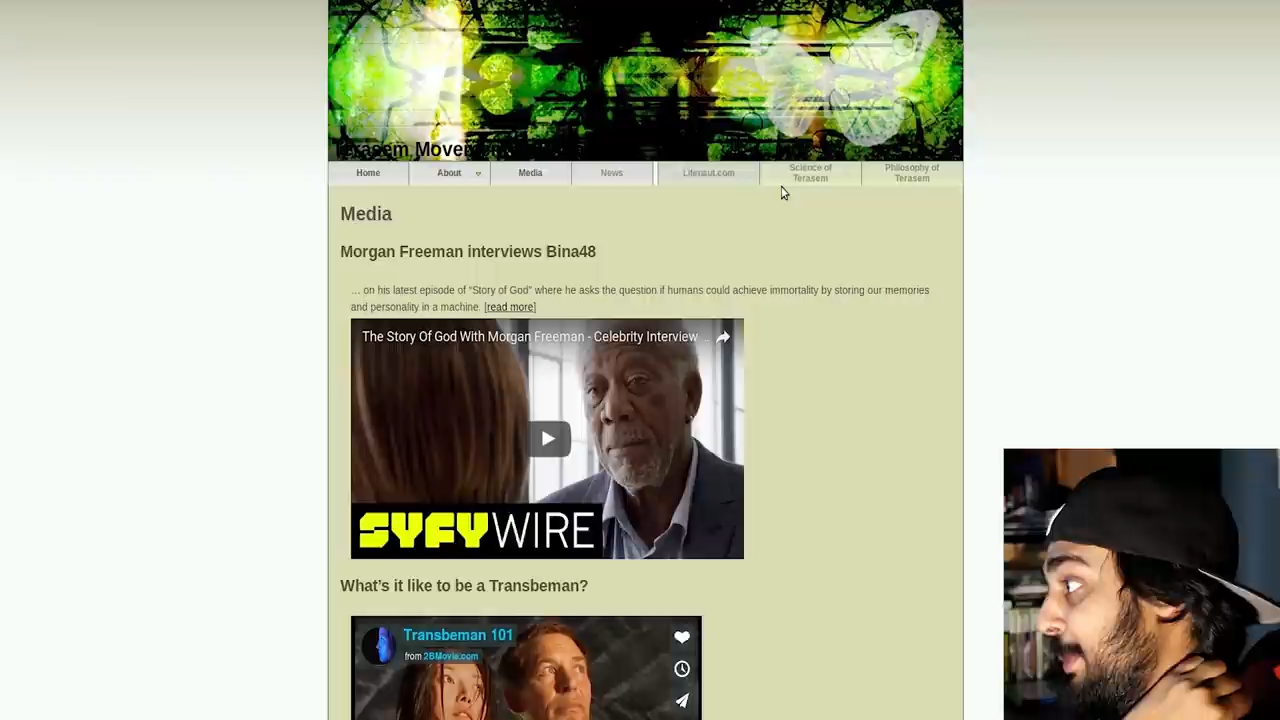 Terasem Movem
Home
About
Media
News
Lifenaut.com
Science of
Terasem
Philosophy of
Terasem
Media
Morgan Freeman interviews Bina48
… on his latest episode of “Story of God” where he asks the question if humans could achieve immortality by storing our memories
and personality in a machine. [read more]
The Story Of God With Morgan Freeman - Celebrity Interview ...
SYFY WIRE
What’s it like to be a Transbeman?
Transbeman 101
from 2BMovie.com